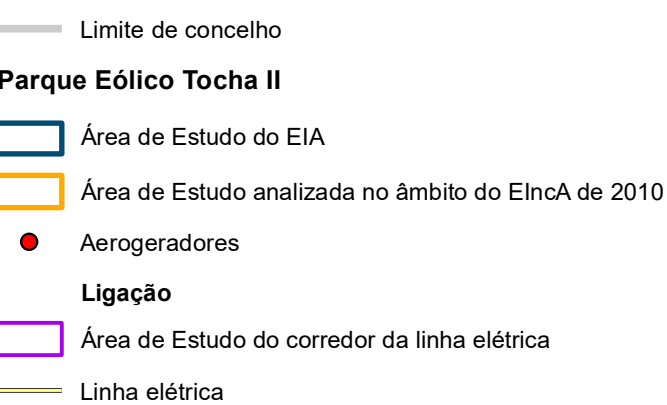 Limite de concelho
Parque Eólico Tocha II
Área de Estudo do EIA
Área de Estudo analizada no âmbito do EIncA de 2010
Aerogeradores
Ligação
Área de Estudo do corredor da linha elétrica
Linha elétrica